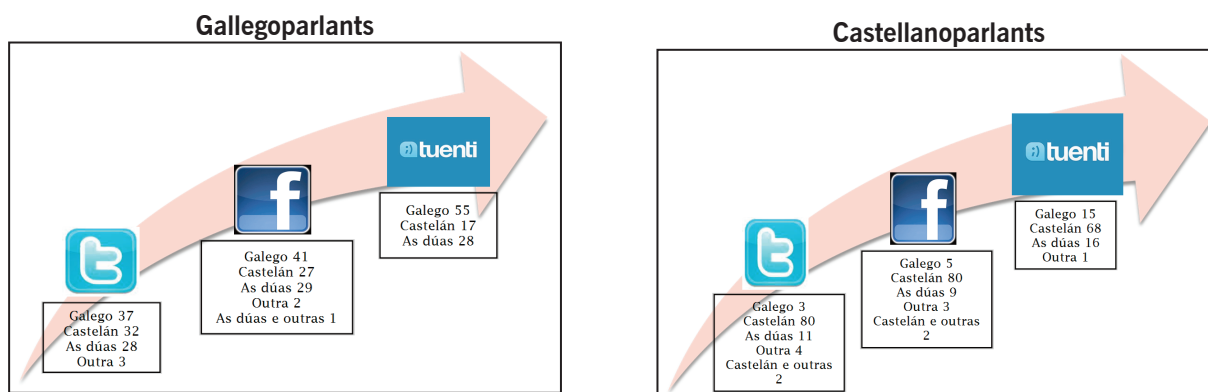 Gallegoparlants
tuenti
Galego 55
Castelán 17
As dúas 28
f
Galego 41
Castelán 27
As dúas 29
Outra 2
As dúas e outras 1
t
Galego 37
Castelán 32
As dúas 28
Outra 3
Castellanoparlants
tuenti
Galego 15
Castelán 68
As dúas 16
Outra 1
f
Galego 5
Castelán 80
As dúas 9
Outra 3
Castelán e outras
2
t
Galego 3
Castelán 80
As dúas 11
Outra 4
Castelán e outras
2